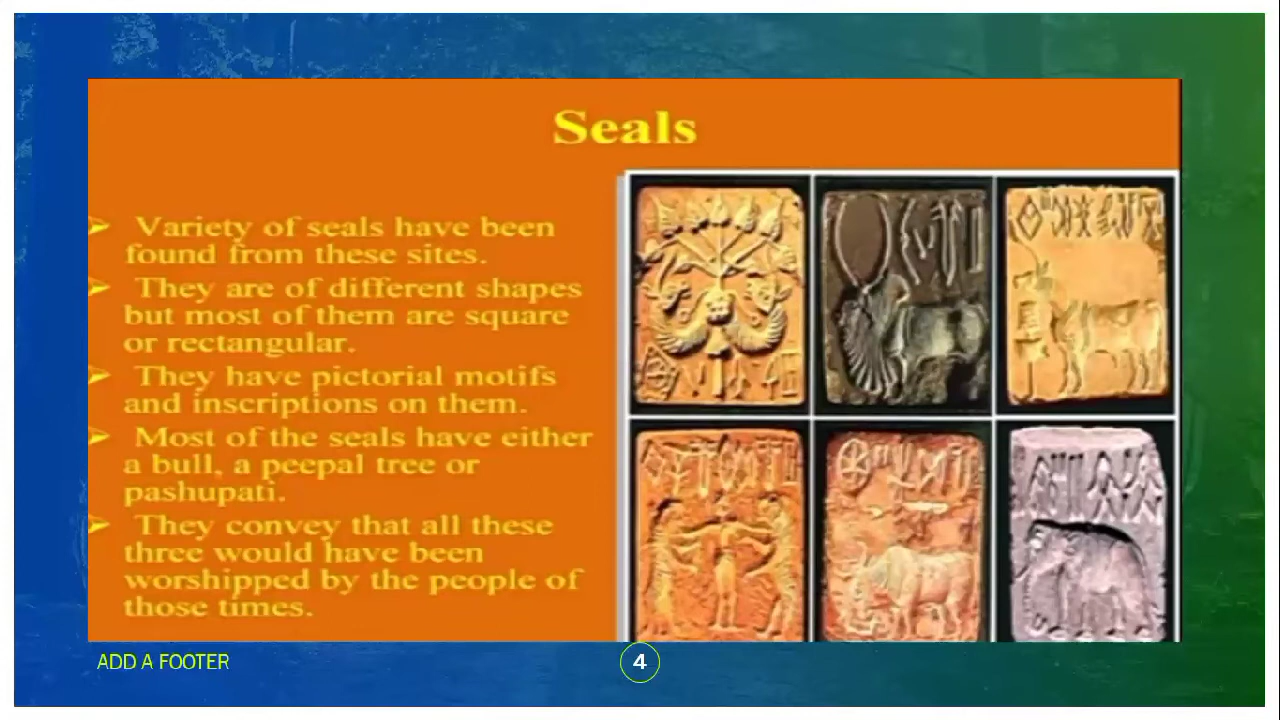 Seals
➢ Variety of seals have been
found from these sites.
➢ They are of different shapes
but most of them are square
or rectangular.
➢ They have pictorial motifs
and inscriptions on them.
➢ Most of the seals have either
a bull, a peepal tree or
pashupati.
➢ They convey that all these
three would have been
worshipped by the people of
those times.
ADD A FOOTER
4